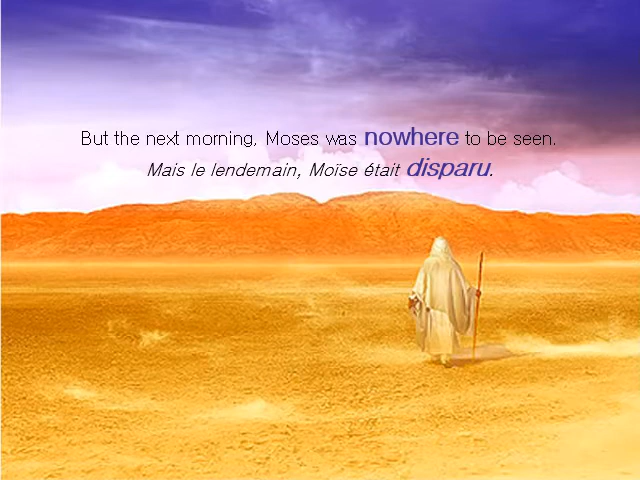 But the next morning, Moses was nowhere to be seen.
Mais le lendemain, Moïse était disparu.